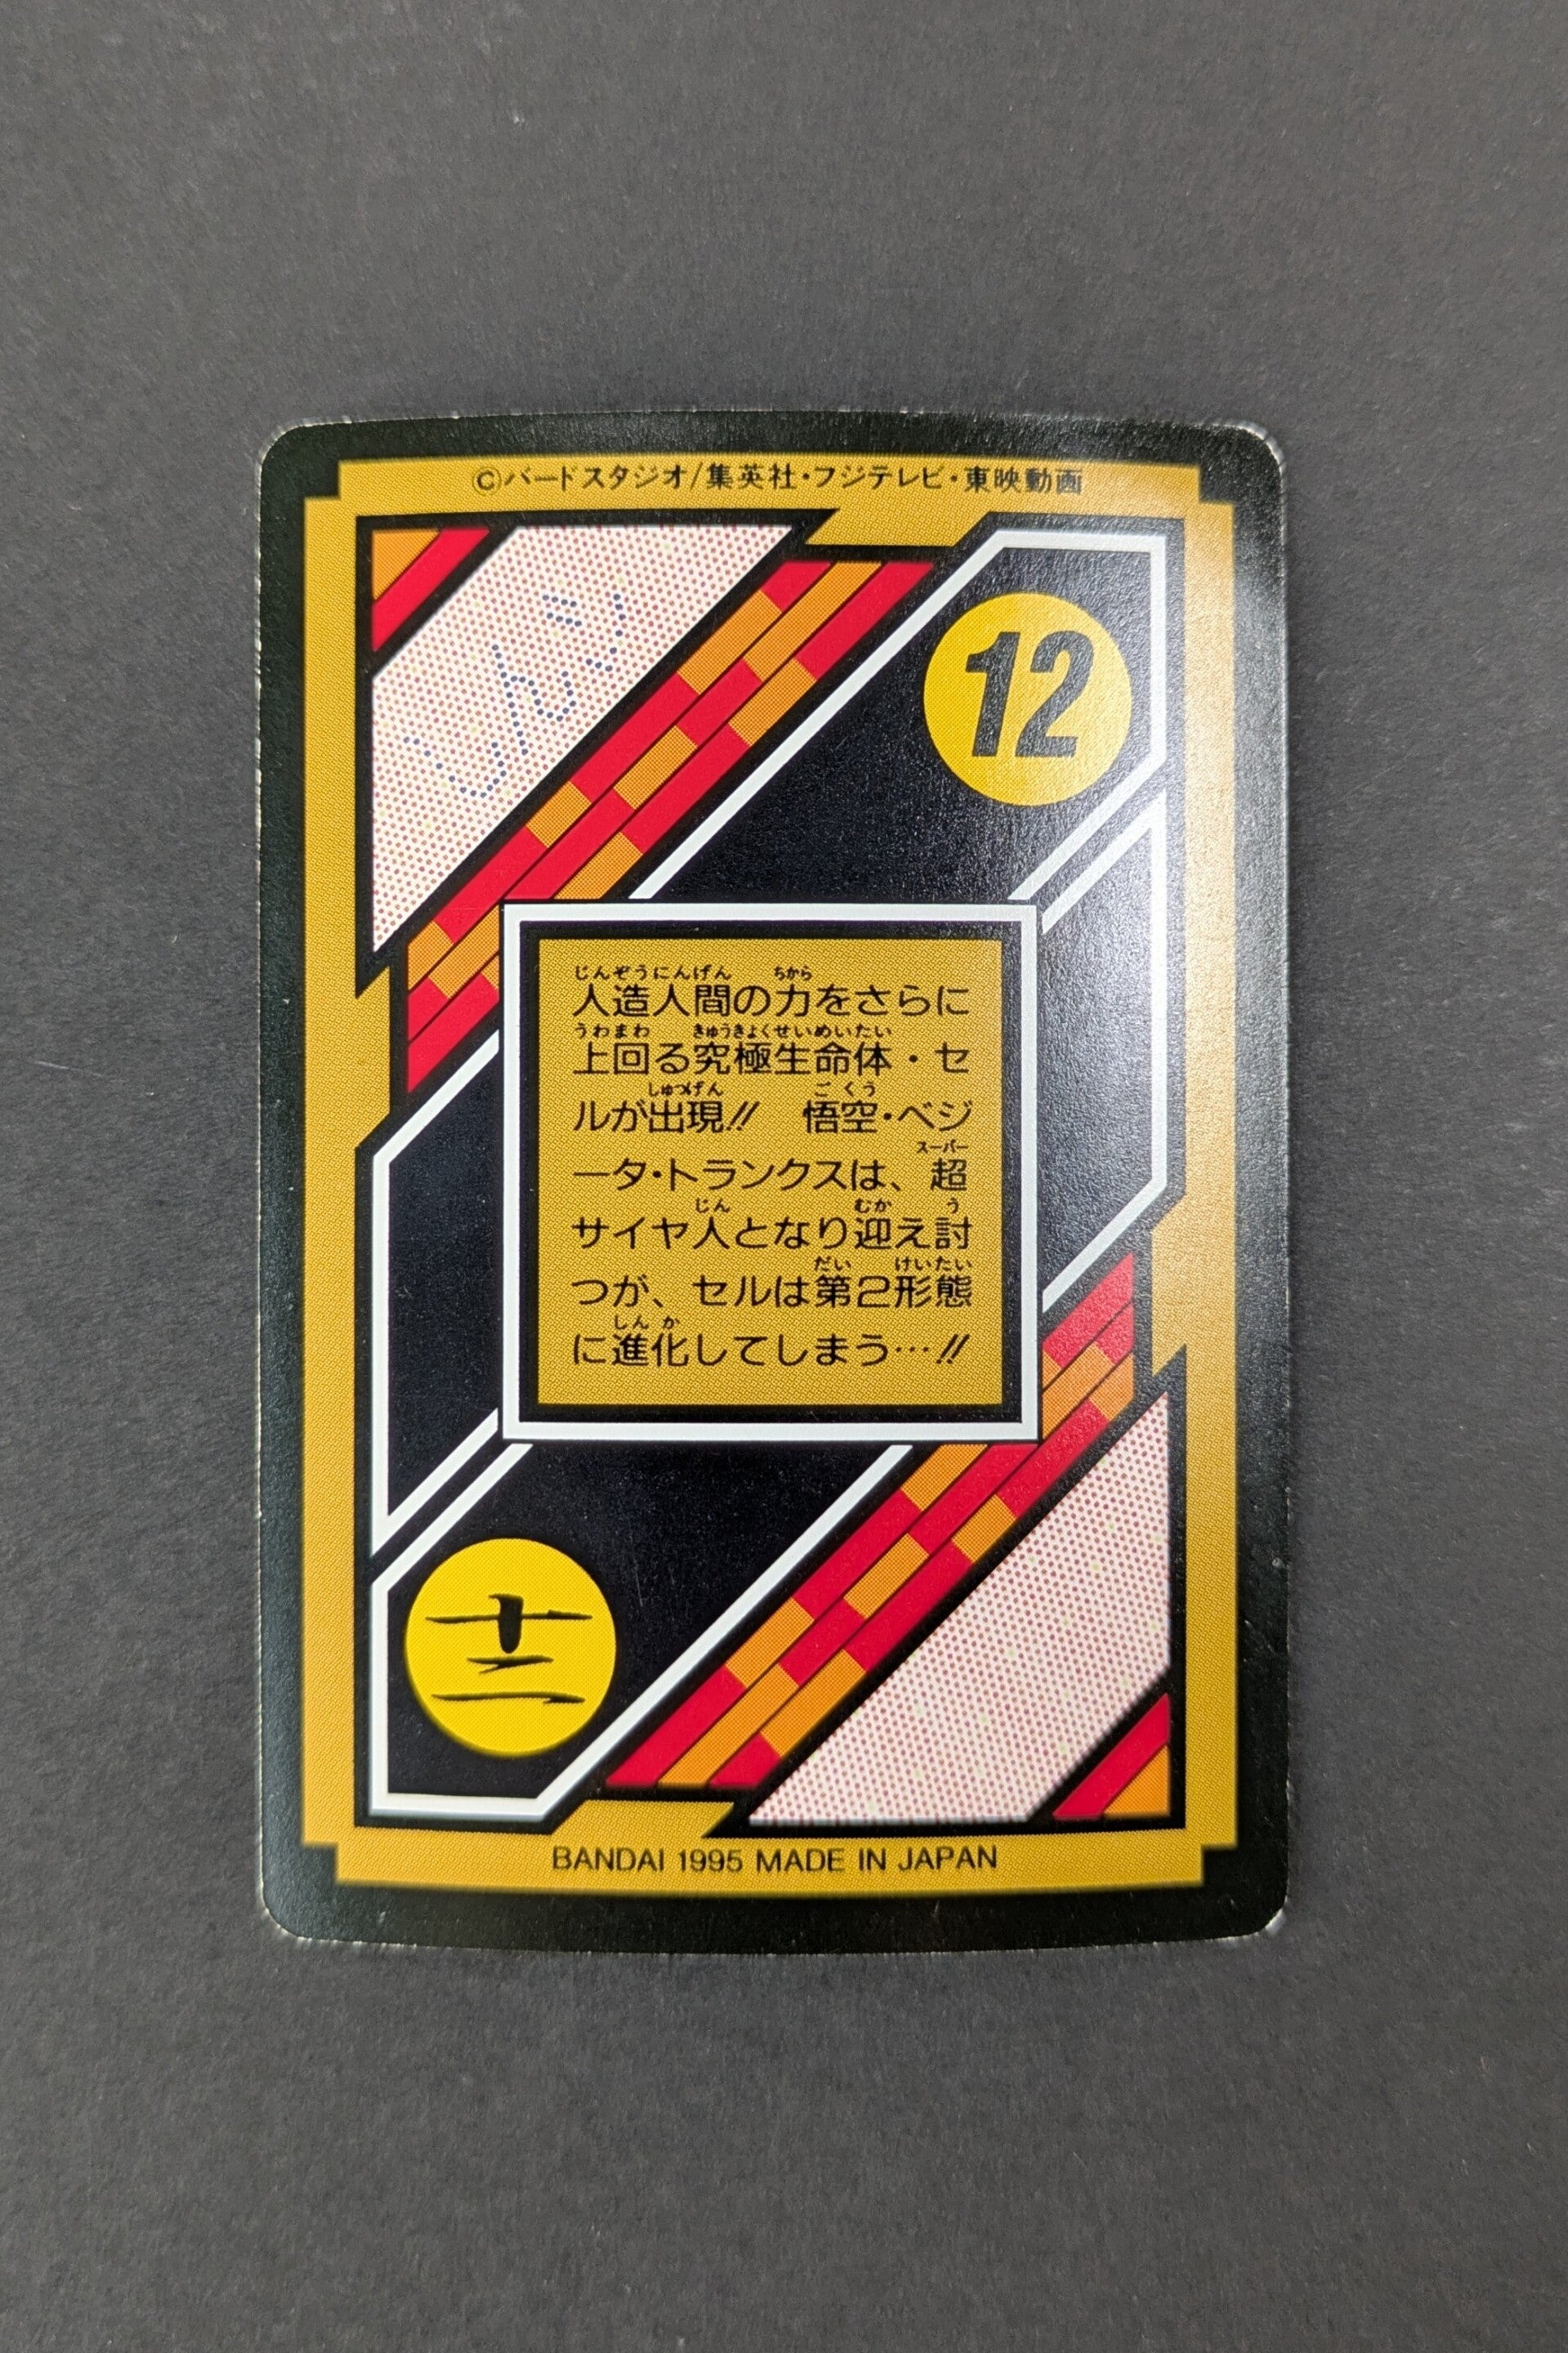 ©バードスタジオ/集英社・フジテレビ・東映動画
12
じんぞうにんげん ちから
人造人間の力をさらに
うわまわ きゅうきょくせいめいたい
上回る究極生命体・セ
しゅつげん ごくう
ルが出現!! 悟空・ベジ
スーパー
ータ・トランクスは、超
じん むか う
サイヤ人となり迎え討
だい けいたい
つが、セルは第2形態
しんか
に進化してしまう…!!
十二
BANDAI 1995 MADE IN JAPAN